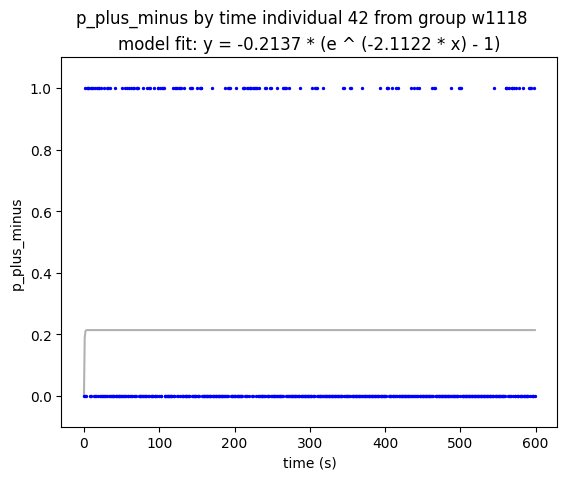 p_plus_minus by time individual 42 from group w1118
model fit: y = -0.2137 * (e ^ (-2.1122 * x) - 1)
1.0
0.8
0.6
0.4
0.2
0.0
p_plus_minus
0 100 200 300 400 500 600
time (s)